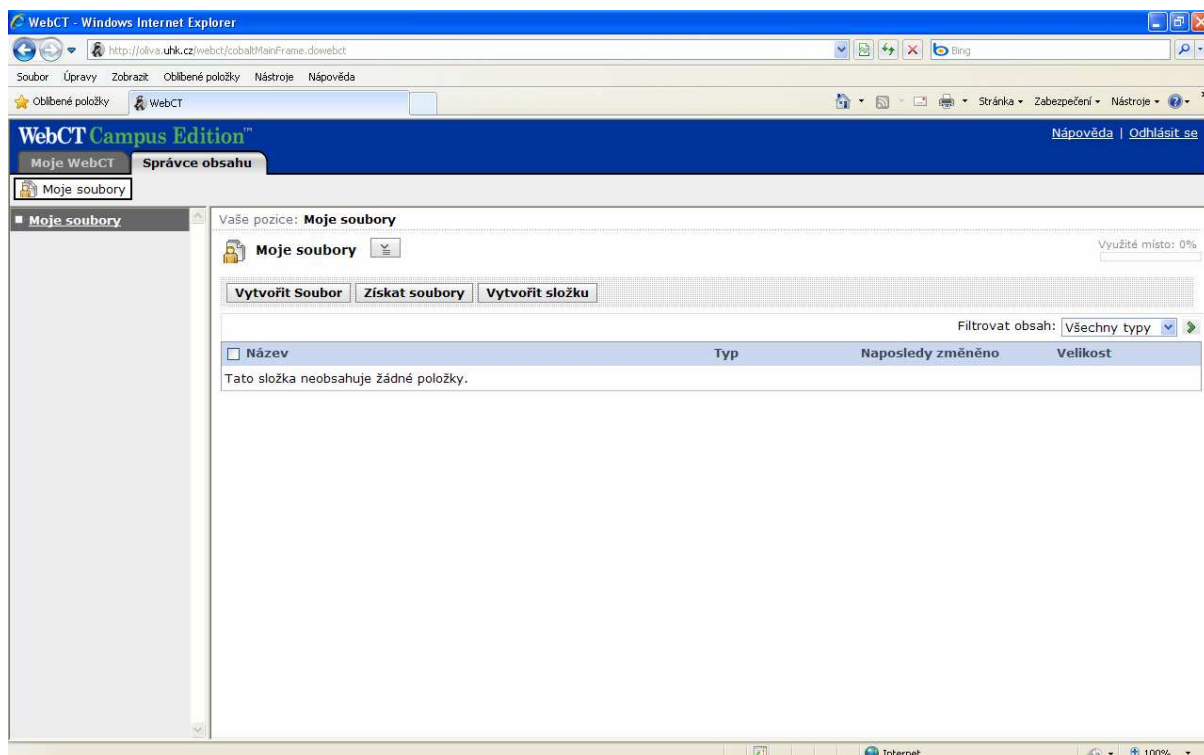 WebCT - Windows Internet Explorer
http://oliva.uhk.cz/webct/cobaltMainFrame.dowebct
Bing
Soubor Úpravy Zobrazit Oblíbené položky Nástroje Nápověda
Oblíbené položky WebCT Stránka Zabezpečení Nástroje
WebCT Campus Edition™ Nápověda | Odhlásit se
Moje WebCT Správce obsahu
Moje soubory
Moje soubory Vaše pozice: Moje soubory
Moje soubory Využité místo: 0%
Vytvořit Soubor Získat soubory Vytvořit složku
Filtrovat obsah: Všechny typy
Název Typ Naposledy změněno Velikost
Tato složka neobsahuje žádné položky.
Internet 100%